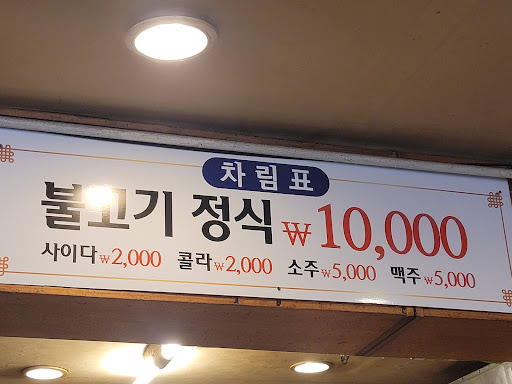 차림표
불고기 정식 ₩10,000
사이다 ₩2,000 콜라 ₩2,000 소주 ₩5,000 맥주 ₩5,000